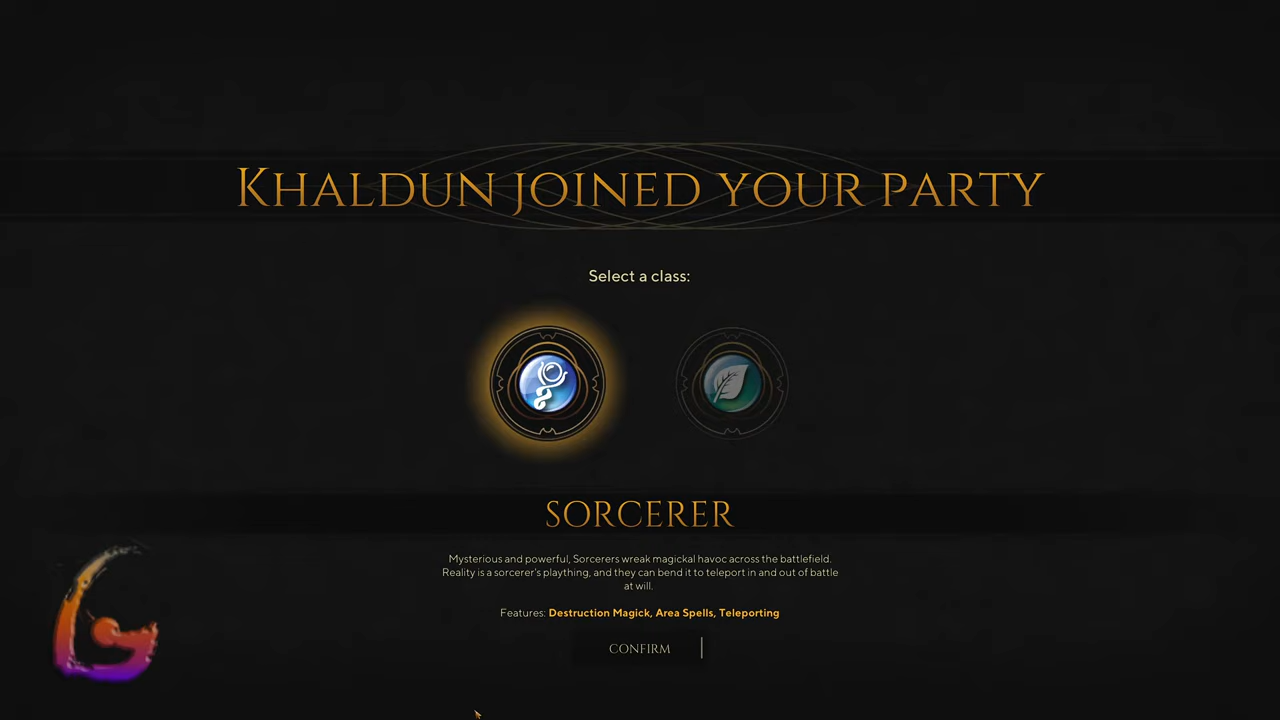 Khaldun joined your party
Select a class:
SORCERER
Mysterious and powerful, Sorcerers wreak magickal havoc across the battlefield.
Reality is a sorcerer's plaything, and they can bend it to teleport in and out of battle
at will.
Features: Destruction Magick, Area Spells, Teleporting
CONFIRM